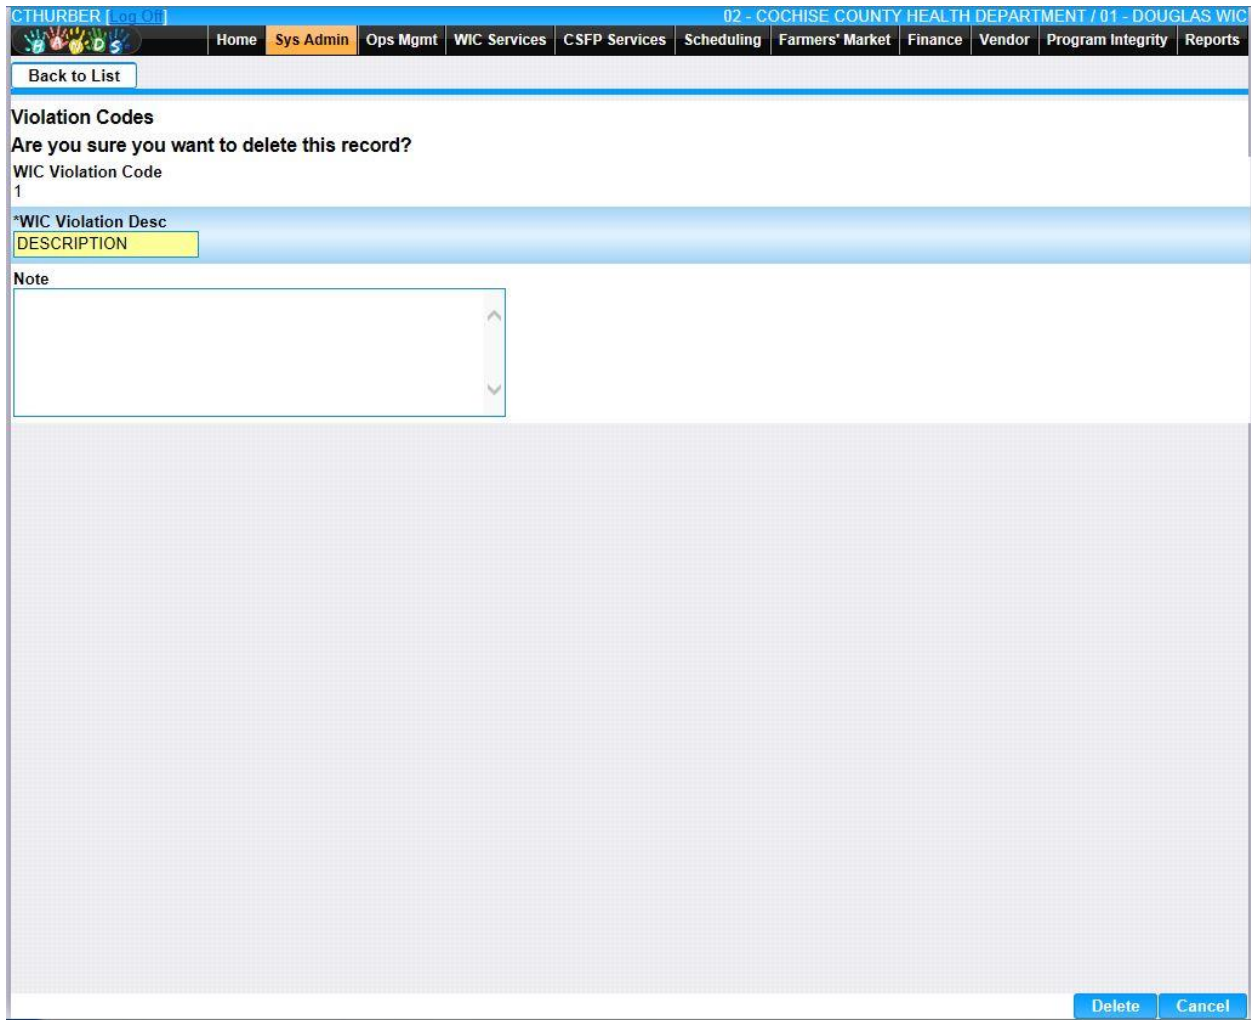 CTHURBER [Log Off] 02 - COCHISE COUNTY HEALTH DEPARTMENT / 01 - DOUGLAS WIC
HANDS Home Sys Admin Ops Mgmt WIC Services CSFP Services Scheduling Farmers' Market Finance Vendor Program Integrity Reports
Back to List
Violation Codes
Are you sure you want to delete this record?
WIC Violation Code
1
*WIC Violation Desc
DESCRIPTION
Note
Delete Cancel